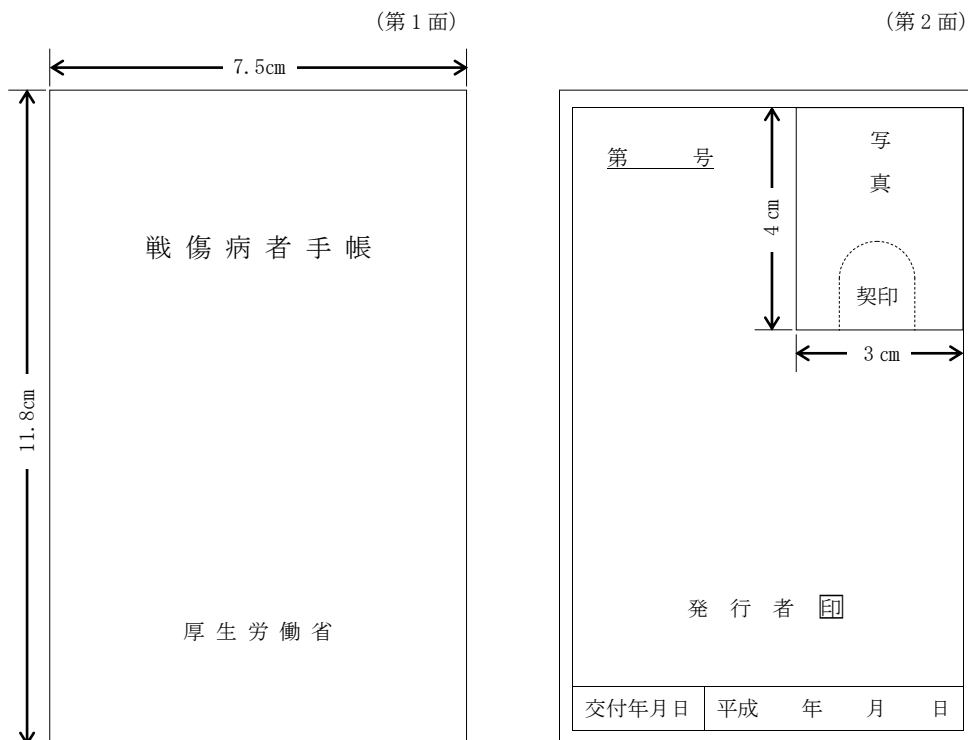 (第1面)
7.5cm
11.8cm
戦傷病者手帳
厚生労働省
(第2面)
第　　　号
写
真
4cm
契印
3cm
発行者 印
交付年月日 平成　　年　　月　　日